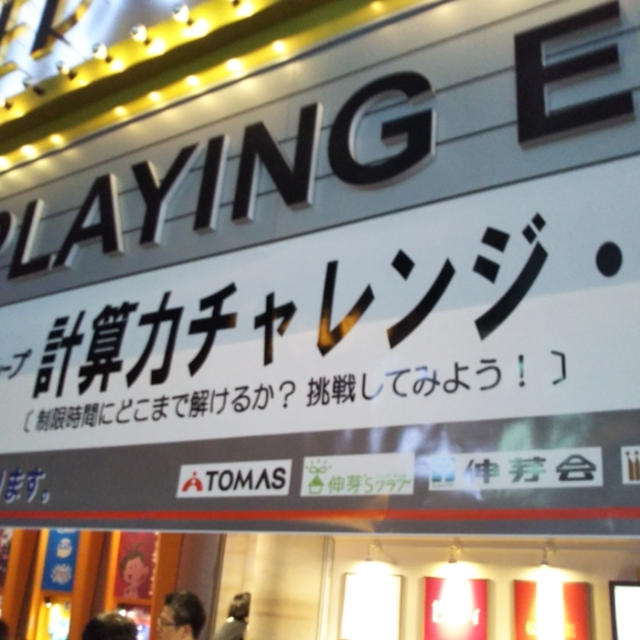 PLAYING E
ープ 計算力チャレンジ・
〔制限時間にどこまで解けるか？ 挑戦してみよう！〕
ります。
TOMAS 伸芽'Sクラブ 伸芽会